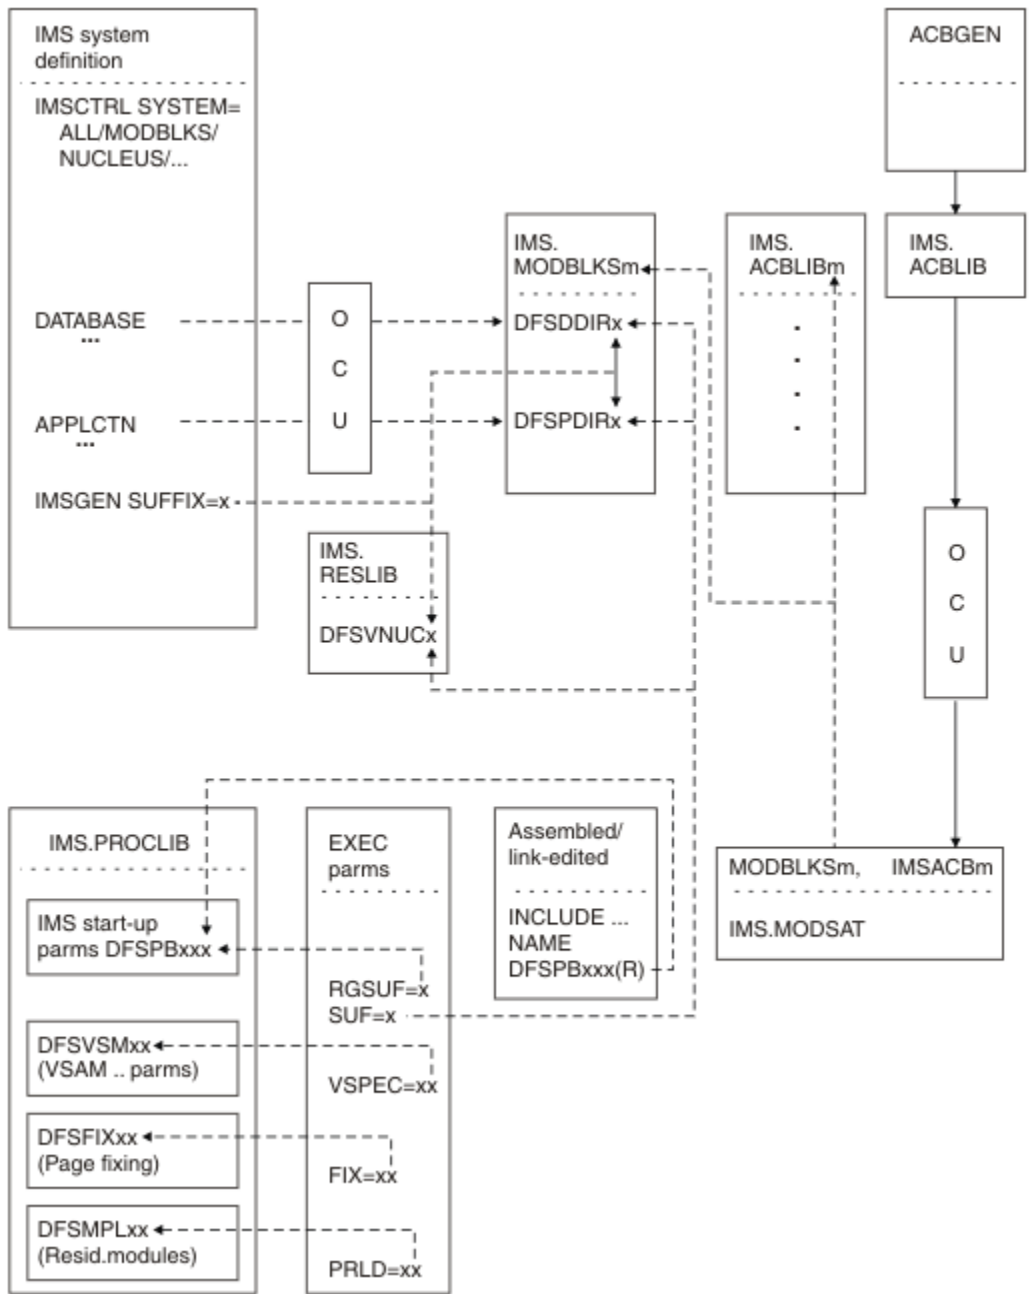 IMS system
definition
IMSCTRL SYSTEM=
ALL/MODBLKS/
NUCLEUS/...
DATABASE
...
APPLCTN
...
IMSGEN SUFFIX=x
O
C
U
IMS.
MODBLKSm
DFSDDIRx
DFSPDIRx
IMS.
ACBLIBm
ACBGEN
IMS.
ACBLIB
O
C
U
IMS.
RESLIB
DFSVNUCx
MODBLKSm, IMSACBm
IMS.MODSAT
IMS.PROCLIB
IMS start-up
parms DFSPBxxx
DFSVSMxx
(VSAM .. parms)
DFSFIXxx
(Page fixing)
DFSMPLxx
(Resid.modules)
EXEC
parms
RGSUF=x
SUF=x
VSPEC=xx
FIX=xx
PRLD=xx
Assembled/
link-edited
INCLUDE ...
NAME
DFSPBxxx(R)